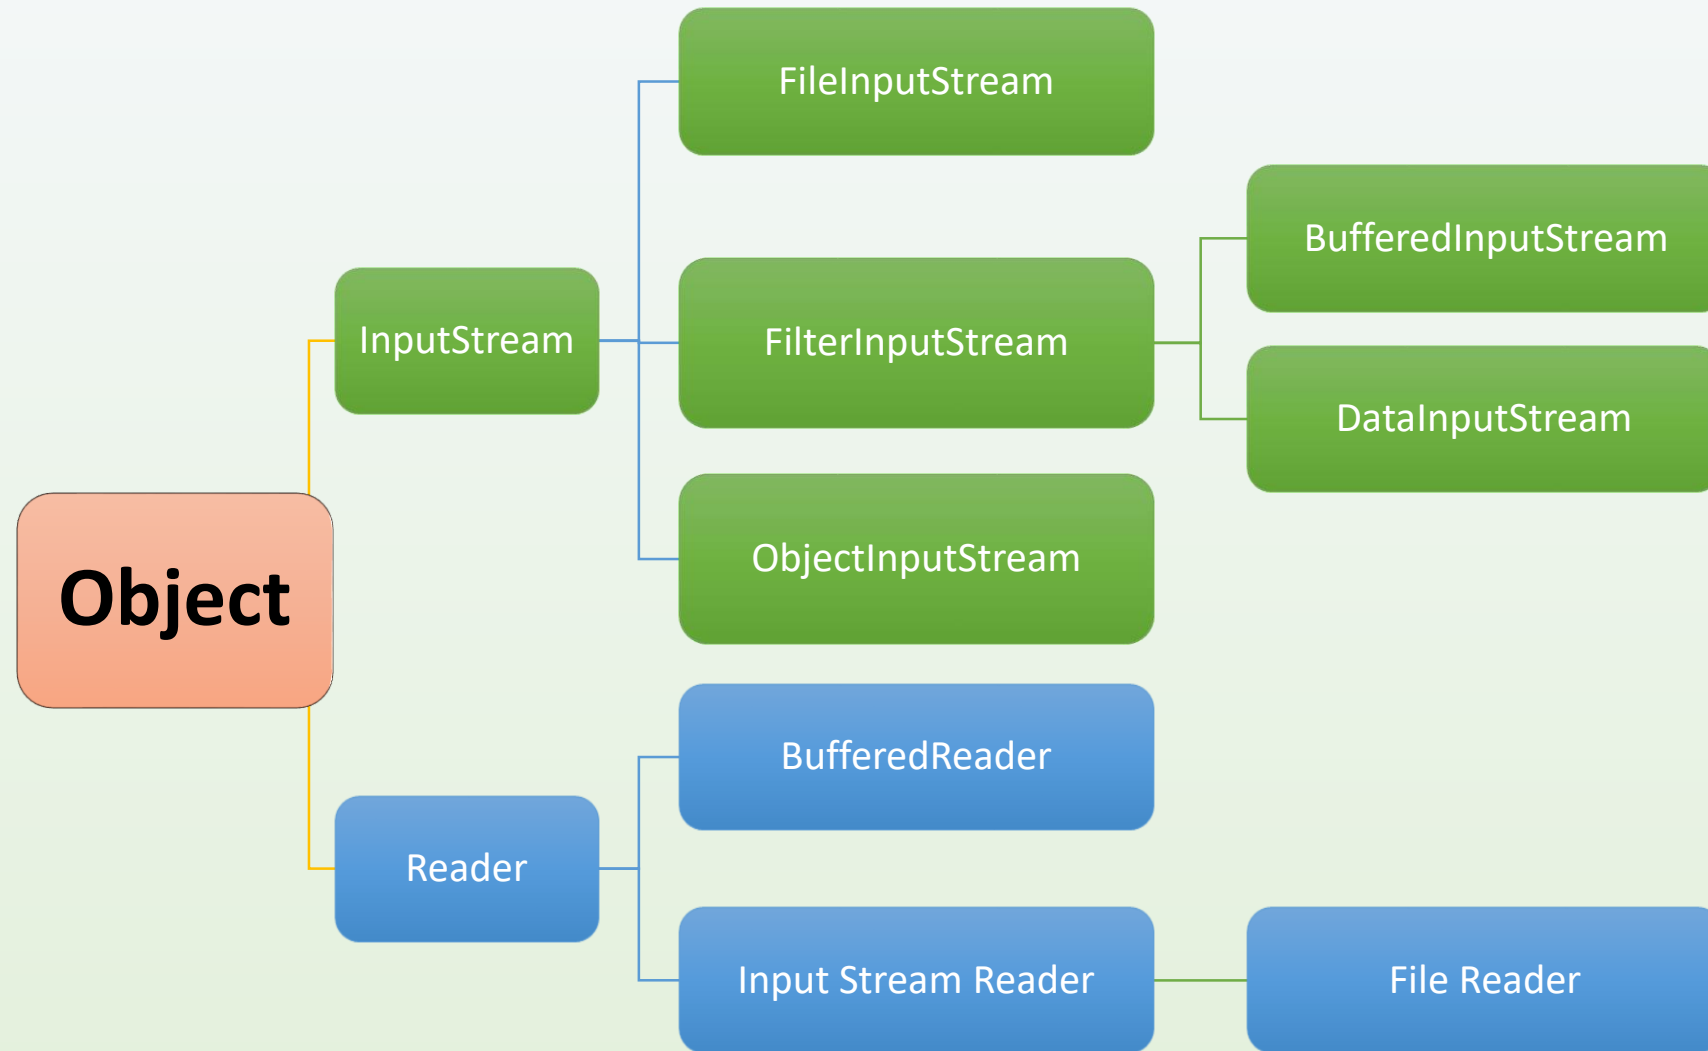 FileInputStream
BufferedInputStream
InputStream
FilterInputStream
DataInputStream
ObjectInputStream
Object
BufferedReader
Reader
Input Stream Reader
File Reader